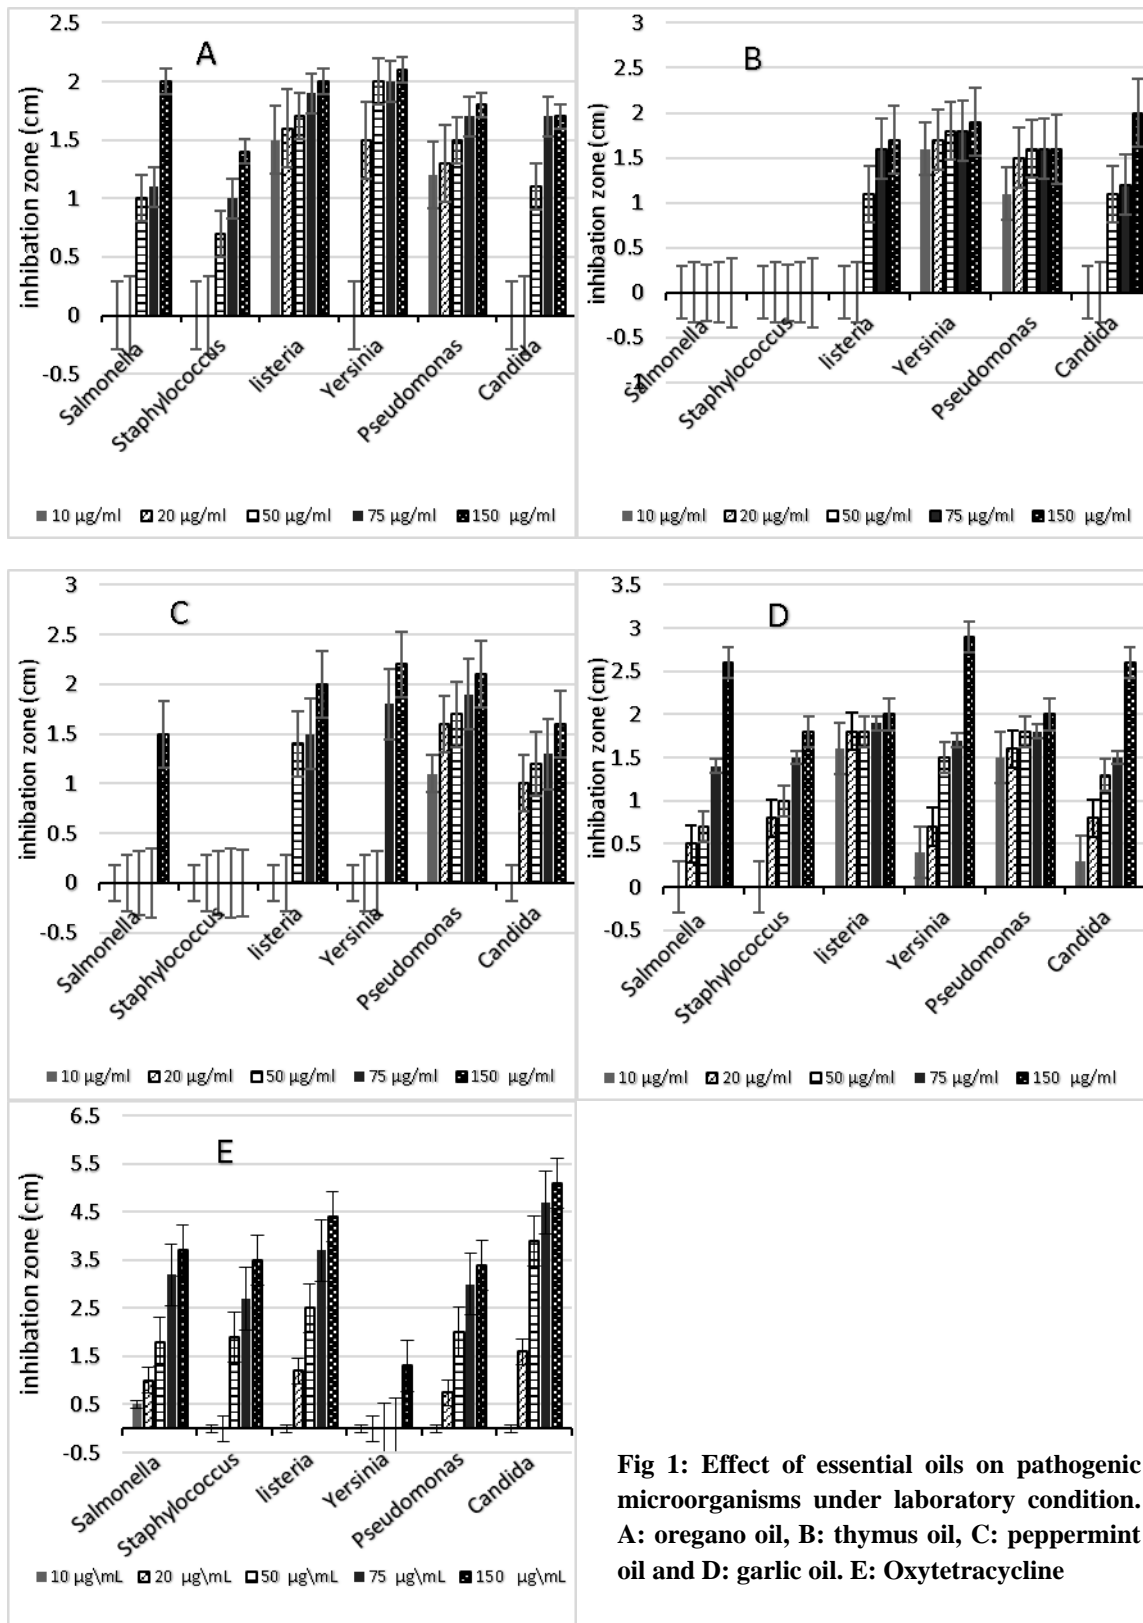 A
inhibation zone (cm)
2.5
2
1.5
1
0.5
0
-0.5
Salmonella
Staphylococcus
listeria
Yersinia
Pseudomonas
Candida
10 µg/ml 20 µg/ml 50 µg/ml 75 µg/ml 150 µg/ml
B
inhibation zone (cm)
3
2.5
2
1.5
1
0.5
0
-0.5
-1
Salmonella
Staphylococcus
listeria
Yersinia
Pseudomonas
Candida
10 µg/ml 20 µg/ml 50 µg/ml 75 µg/ml 150 µg/ml
C
inhibation zone (cm)
3
2.5
2
1.5
1
0.5
0
-0.5
Salmonella
Staphylococcus
listeria
Yersinia
Pseudomonas
Candida
10 µg/ml 20 µg/ml 50 µg/ml 75 µg/ml 150 µg/ml
D
inhibation zone (cm)
3.5
3
2.5
2
1.5
1
0.5
0
-0.5
Salmonella
Staphylococcus
listeria
Yersinia
Pseudomonas
Candida
10 µg/ml 20 µg/ml 50 µg/ml 75 µg/ml 150 µg/ml
E
inhibation zone (cm)
6.5
5.5
4.5
3.5
2.5
1.5
0.5
-0.5
Salmonella
Staphylococcus
listeria
Yersinia
Pseudomonas
Candida
10 µg\mL 20 µg\mL 50 µg\mL 75 µg\mL 150 µg\mL
Fig 1: Effect of essential oils on pathogenic
microorganisms under laboratory condition.
A: oregano oil, B: thymus oil, C: peppermint
oil and D: garlic oil. E: Oxytetracycline